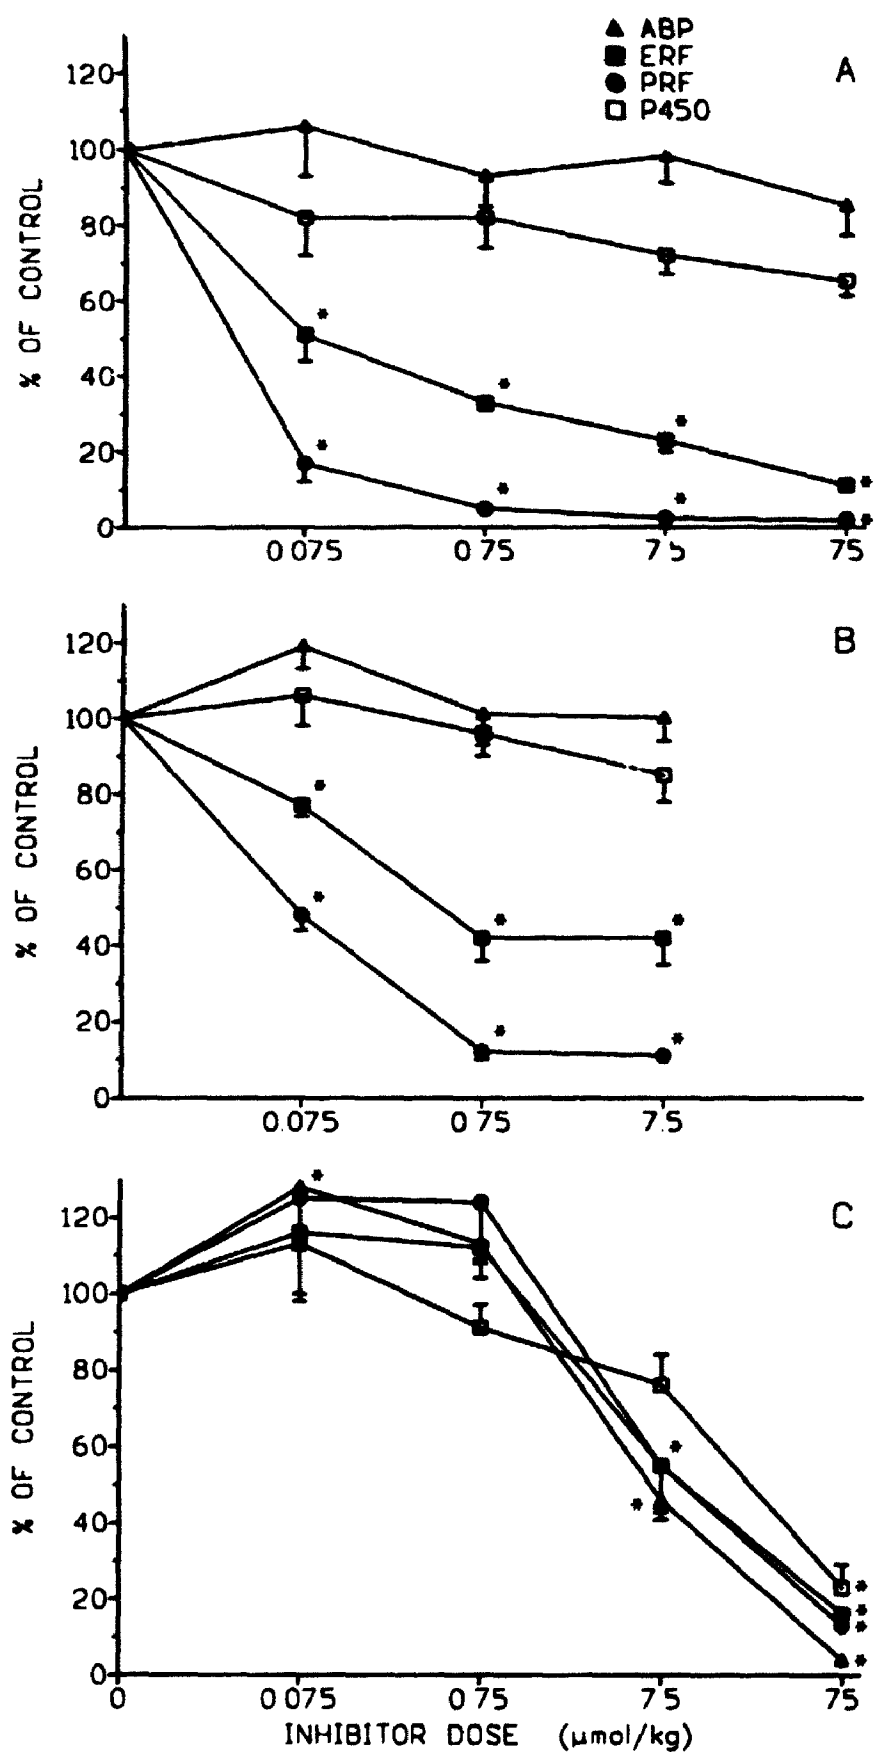 ▲ ABP
■ ERF
● PRF
□ P450
A
120
100
80
60
40
20
0
% OF CONTROL
0 075 0 75 7 5 75
B
120
100
80
60
40
20
0
% OF CONTROL
0.075 0 75 7.5
C
120
100
80
60
40
20
0
% OF CONTROL
0 0 075 0 75 7 5 75
INHIBITOR DOSE (μmol/kg)